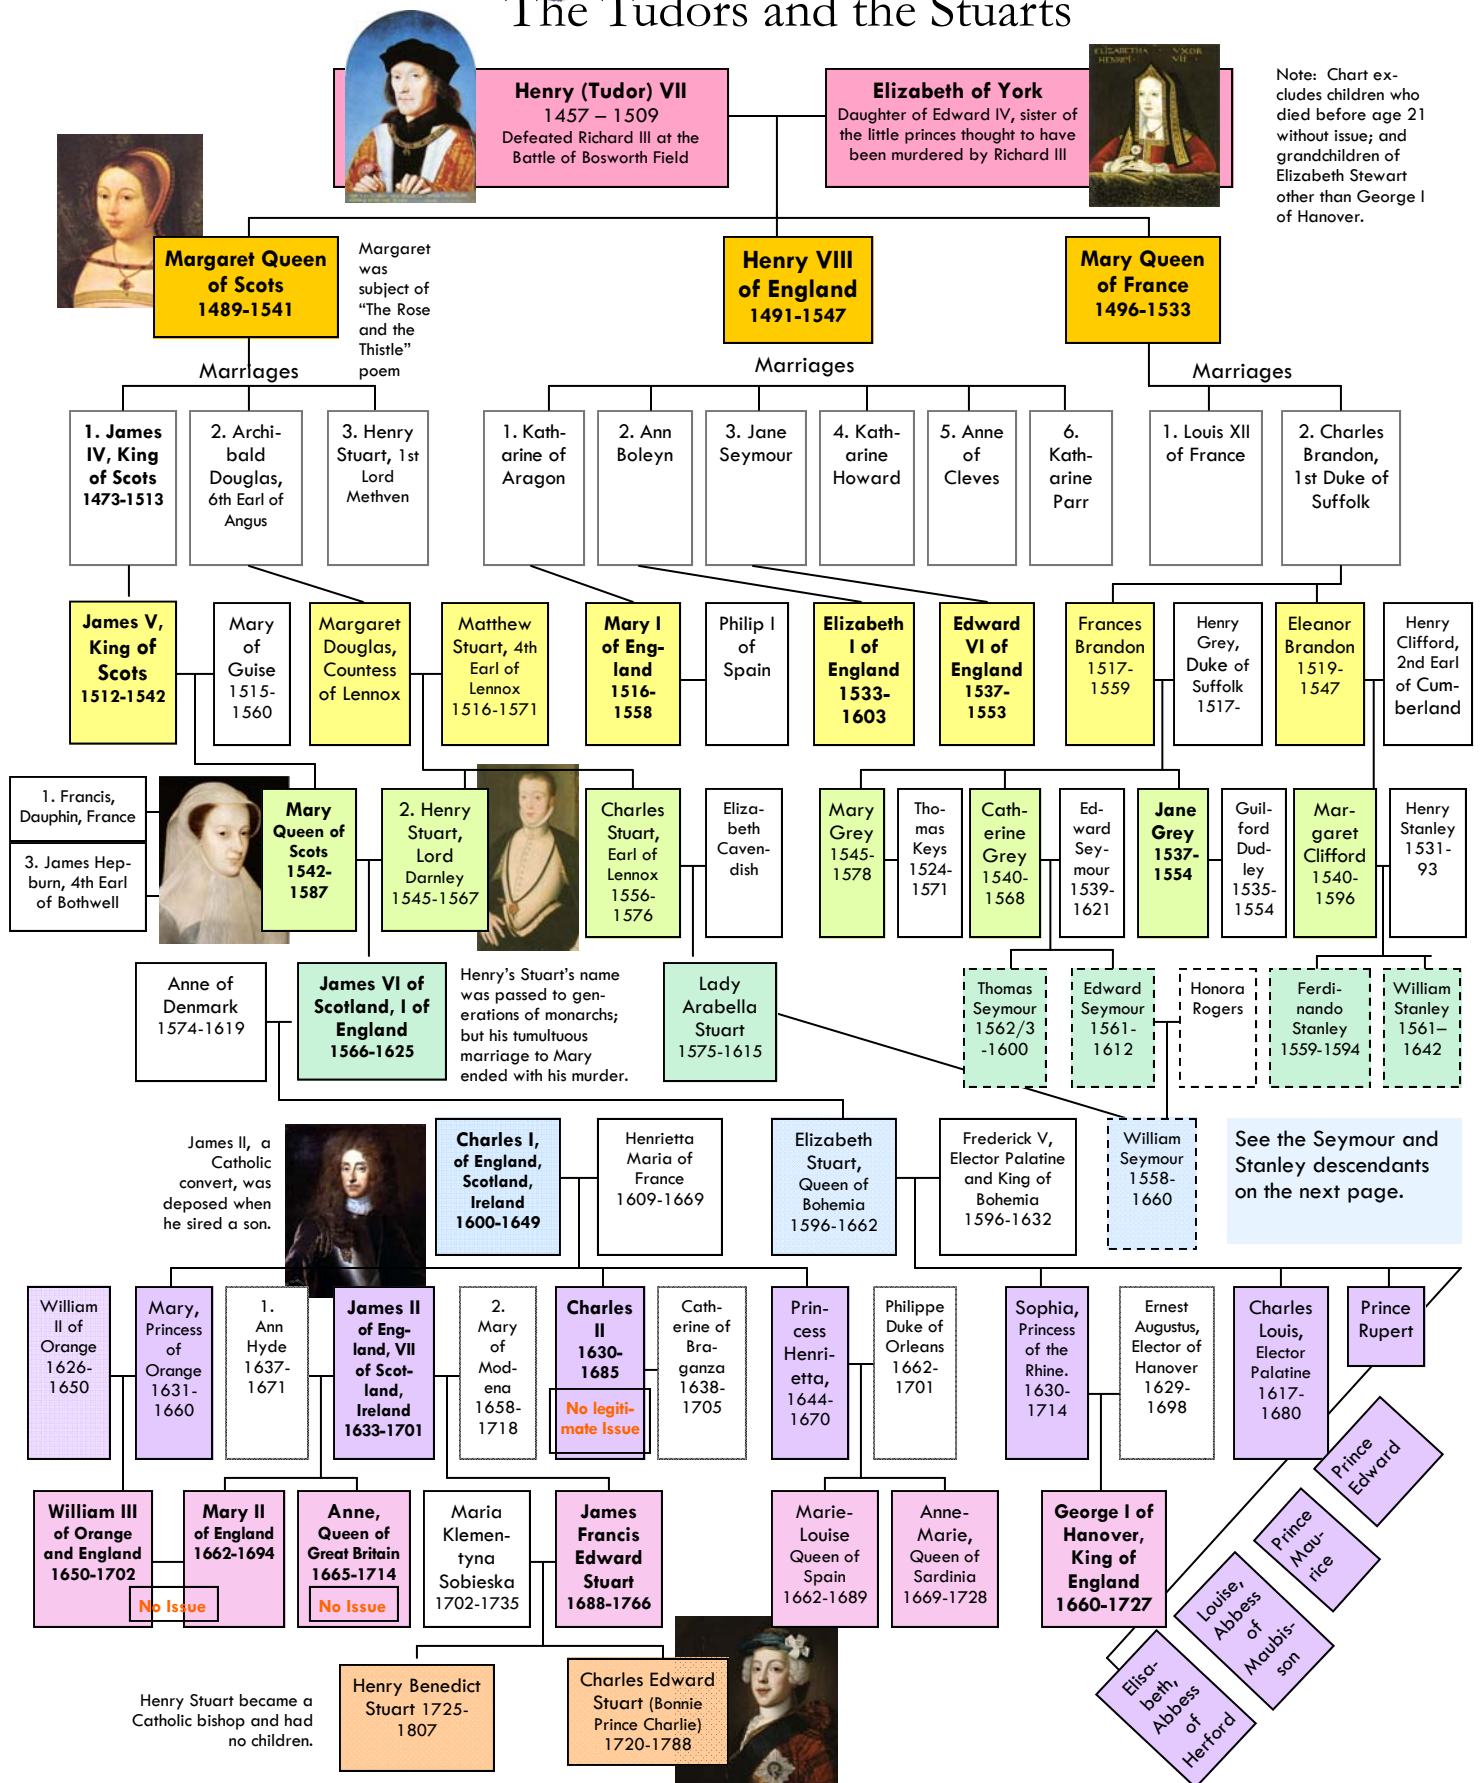 The Tudors and the Stuarts
Henry (Tudor) VII
1457 – 1509
Defeated Richard III at the
Battle of Bosworth Field
Elizabeth of York
Daughter of Edward IV, sister of
the little princes thought to have
been murdered by Richard III
Note: Chart ex-
cludes children who
died before age 21
without issue; and
grandchildren of
Elizabeth Stewart
other than George I
of Hanover.
Margaret Queen
of Scots
1489-1541
Margaret
was
subject of
“The Rose
and the
Thistle”
poem
Henry VIII
of England
1491-1547
Mary Queen
of France
1496-1533
Marriages
Marriages
Marriages
1. James
IV, King
of Scots
1473-1513
2. Archi-
bald
Douglas,
6th Earl of
Angus
3. Henry
Stuart, 1st
Lord
Methven
1. Kath-
arine of
Aragon
2. Ann
Boleyn
3. Jane
Seymour
4. Kath-
arine
Howard
5. Anne
of
Cleves
6.
Kath-
arine
Parr
1. Louis XII
of France
2. Charles
Brandon,
1st Duke of
Suffolk
James V,
King of
Scots
1512-1542
Mary
of
Guise
1515-
1560
Margaret
Douglas,
Countess
of Lennox
Matthew
Stuart, 4th
Earl of
Lennox
1516-1571
Mary I
of Eng-
land
1516-
1558
Philip I
of
Spain
Elizabeth
I of
England
1533-
1603
Edward
VI of
England
1537-
1553
Frances
Brandon
1517-
1559
Henry
Grey,
Duke of
Suffolk
1517-
Eleanor
Brandon
1519-
1547
Henry
Clifford,
2nd Earl
of Cum-
berland
1. Francis,
Dauphin, France
3. James Hep-
burn, 4th Earl
of Bothwell
Mary
Queen of
Scots
1542-
1587
2. Henry
Stuart,
Lord
Darnley
1545-1567
Charles
Stuart,
Earl of
Lennox
1556-
1576
Eliza-
beth
Caven-
dish
Mary
Grey
1545-
1578
Tho-
mas
Keys
1524-
1571
Cath-
erine
Grey
1540-
1568
Ed-
ward
Sey-
mour
1539-
1621
Jane
Grey
1537-
1554
Guil-
ford
Dud-
ley
1535-
1554
Mar-
garet
Clifford
1540-
1596
Henry
Stanley
1531-
93
Anne of
Denmark
1574-1619
James VI of
Scotland, I of
England
1566-1625
Henry’s Stuart’s name
was passed to gen-
erations of monarchs;
but his tumultuous
marriage to Mary
ended with his murder.
Lady
Arabella
Stuart
1575-1615
Thomas
Seymour
1562/3
-1600
Edward
Seymour
1561-
1612
Honora
Rogers
Ferdi-
nando
Stanley
1559-1594
William
Stanley
1561–
1642
James II, a
Catholic
convert, was
deposed when
he sired a son.
Charles I,
of England,
Scotland,
Ireland
1600-1649
Henrietta
Maria of
France
1609-1669
Elizabeth
Stuart,
Queen of
Bohemia
1596-1662
Frederick V,
Elector Palatine
and King of
Bohemia
1596-1632
William
Seymour
1558-
1660
See the Seymour and
Stanley descendants
on the next page.
William
II of
Orange
1626-
1650
Mary,
Princess
of
Orange
1631-
1660
1.
Ann
Hyde
1637-
1671
James II
of Eng-
land, VII
of Scot-
land,
Ireland
1633-1701
2.
Mary
of
Mod-
ena
1658-
1718
Charles
II
1630-
1685
No legiti-
mate Issue
Cath-
erine of
Bra-
ganza
1638-
1705
Prin-
cess
Henri-
etta,
1644-
1670
Philippe
Duke of
Orleans
1662-
1701
Sophia,
Princess
of the
Rhine.
1630-
1714
Ernest
Augustus,
Elector of
Hanover
1629-
1698
Charles
Louis,
Elector
Palatine
1617-
1680
Prince
Rupert
Prince
Edward
Prince
Mau-
rice
Louise,
Abbess
of
Maubis-
son
Elisa-
beth,
Abbess
of
Herford
William III
of Orange
and England
1650-1702
No Issue
Mary II
of England
1662-1694
Anne,
Queen of
Great Britain
1665-1714
No Issue
Maria
Klemen-
tyna
Sobieska
1702-1735
James
Francis
Edward
Stuart
1688-1766
Marie-
Louise
Queen of
Spain
1662-1689
Anne-
Marie,
Queen of
Sardinia
1669-1728
George I of
Hanover,
King of
England
1660-1727
Henry Stuart became a
Catholic bishop and had
no children.
Henry Benedict
Stuart 1725-
1807
Charles Edward
Stuart (Bonnie
Prince Charlie)
1720-1788